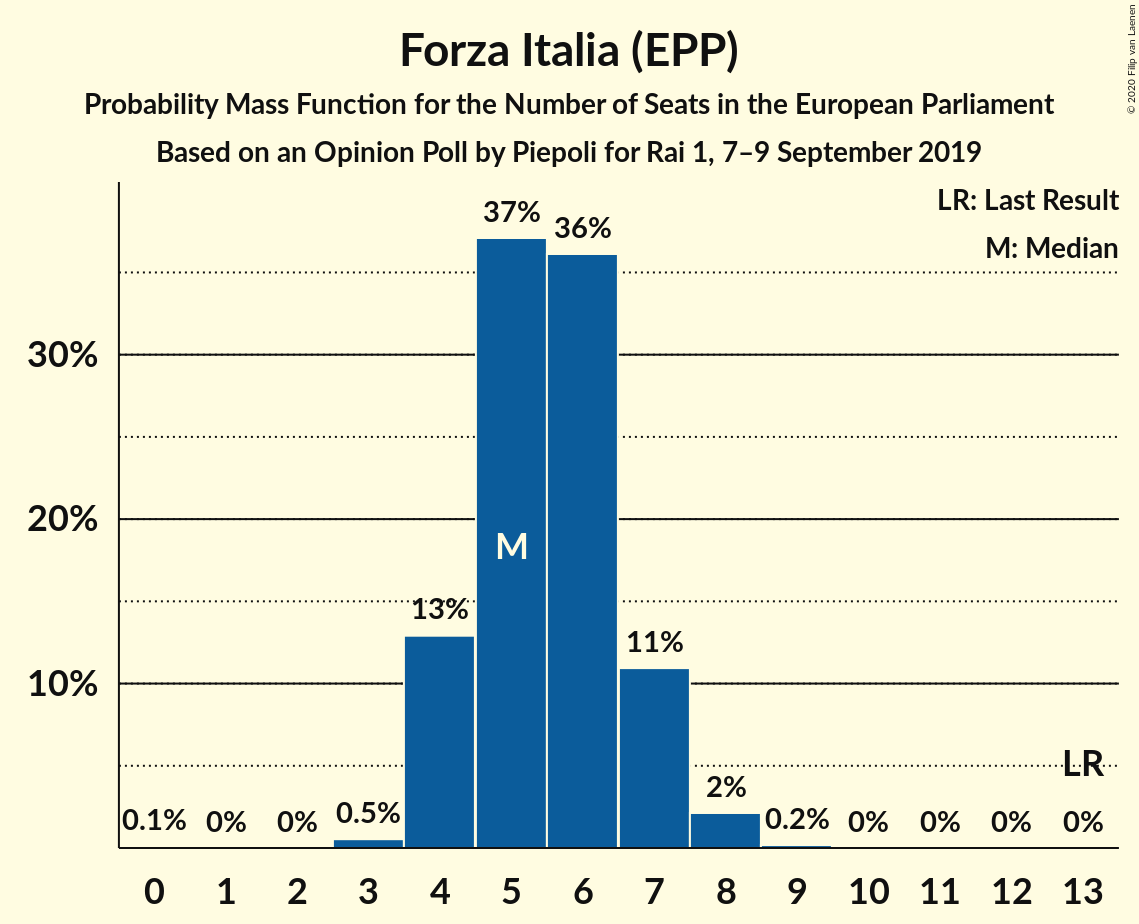 Forza Italia (EPP)
Probability Mass Function for the Number of Seats in the European Parliament
Based on an Opinion Poll by Piepoli for Rai 1, 7–9 September 2019
© 2020 Filip van Laenen
LR: Last Result
M: Median
37%
36%
30%
20%
M
13%
11%
10%
LR
2%
0.1%
0%
0%
0.5%
0.2%
0%
0%
0%
0%
0 1 2 3 4 5 6 7 8 9 10 11 12 13